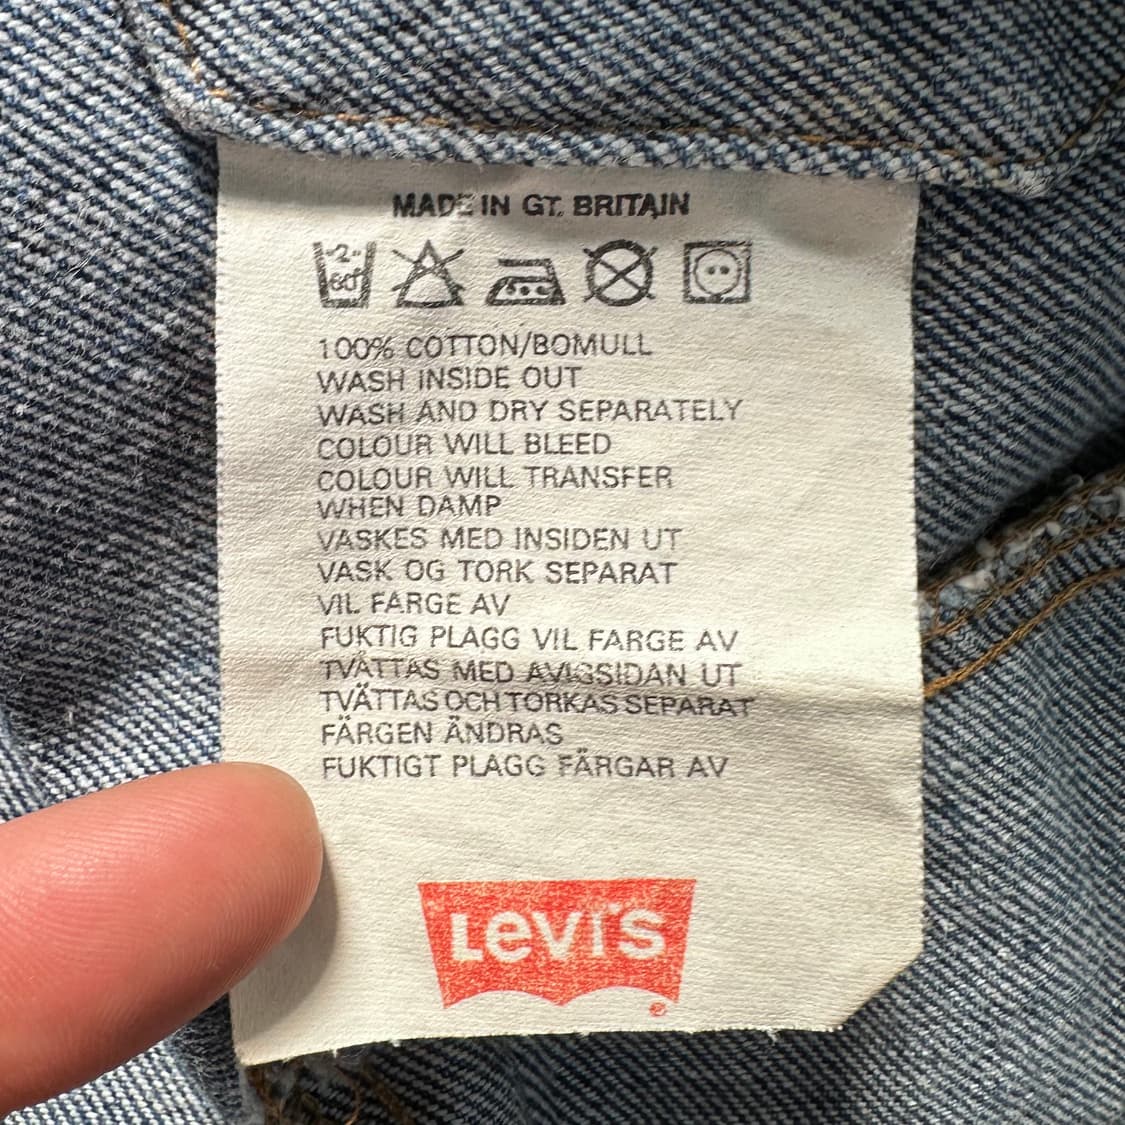 MADE IN GT. BRITAIN
2
60°
100% COTTON/BOMULL
WASH INSIDE OUT
WASH AND DRY SEPARATELY
COLOUR WILL BLEED
COLOUR WILL TRANSFER
WHEN DAMP
VASKES MED INSIDEN UT
VASK OG TORK SEPARAT
VIL FARGE AV
FUKTIG PLAGG VIL FARGE AV
TVÄTTAS MED AVIGSIDAN UT
TVÄTTAS OCH TORKAS SEPARAT
FÄRGEN ÄNDRAS
FUKTIGT PLAGG FÄRGAR AV
LEVI'S
®